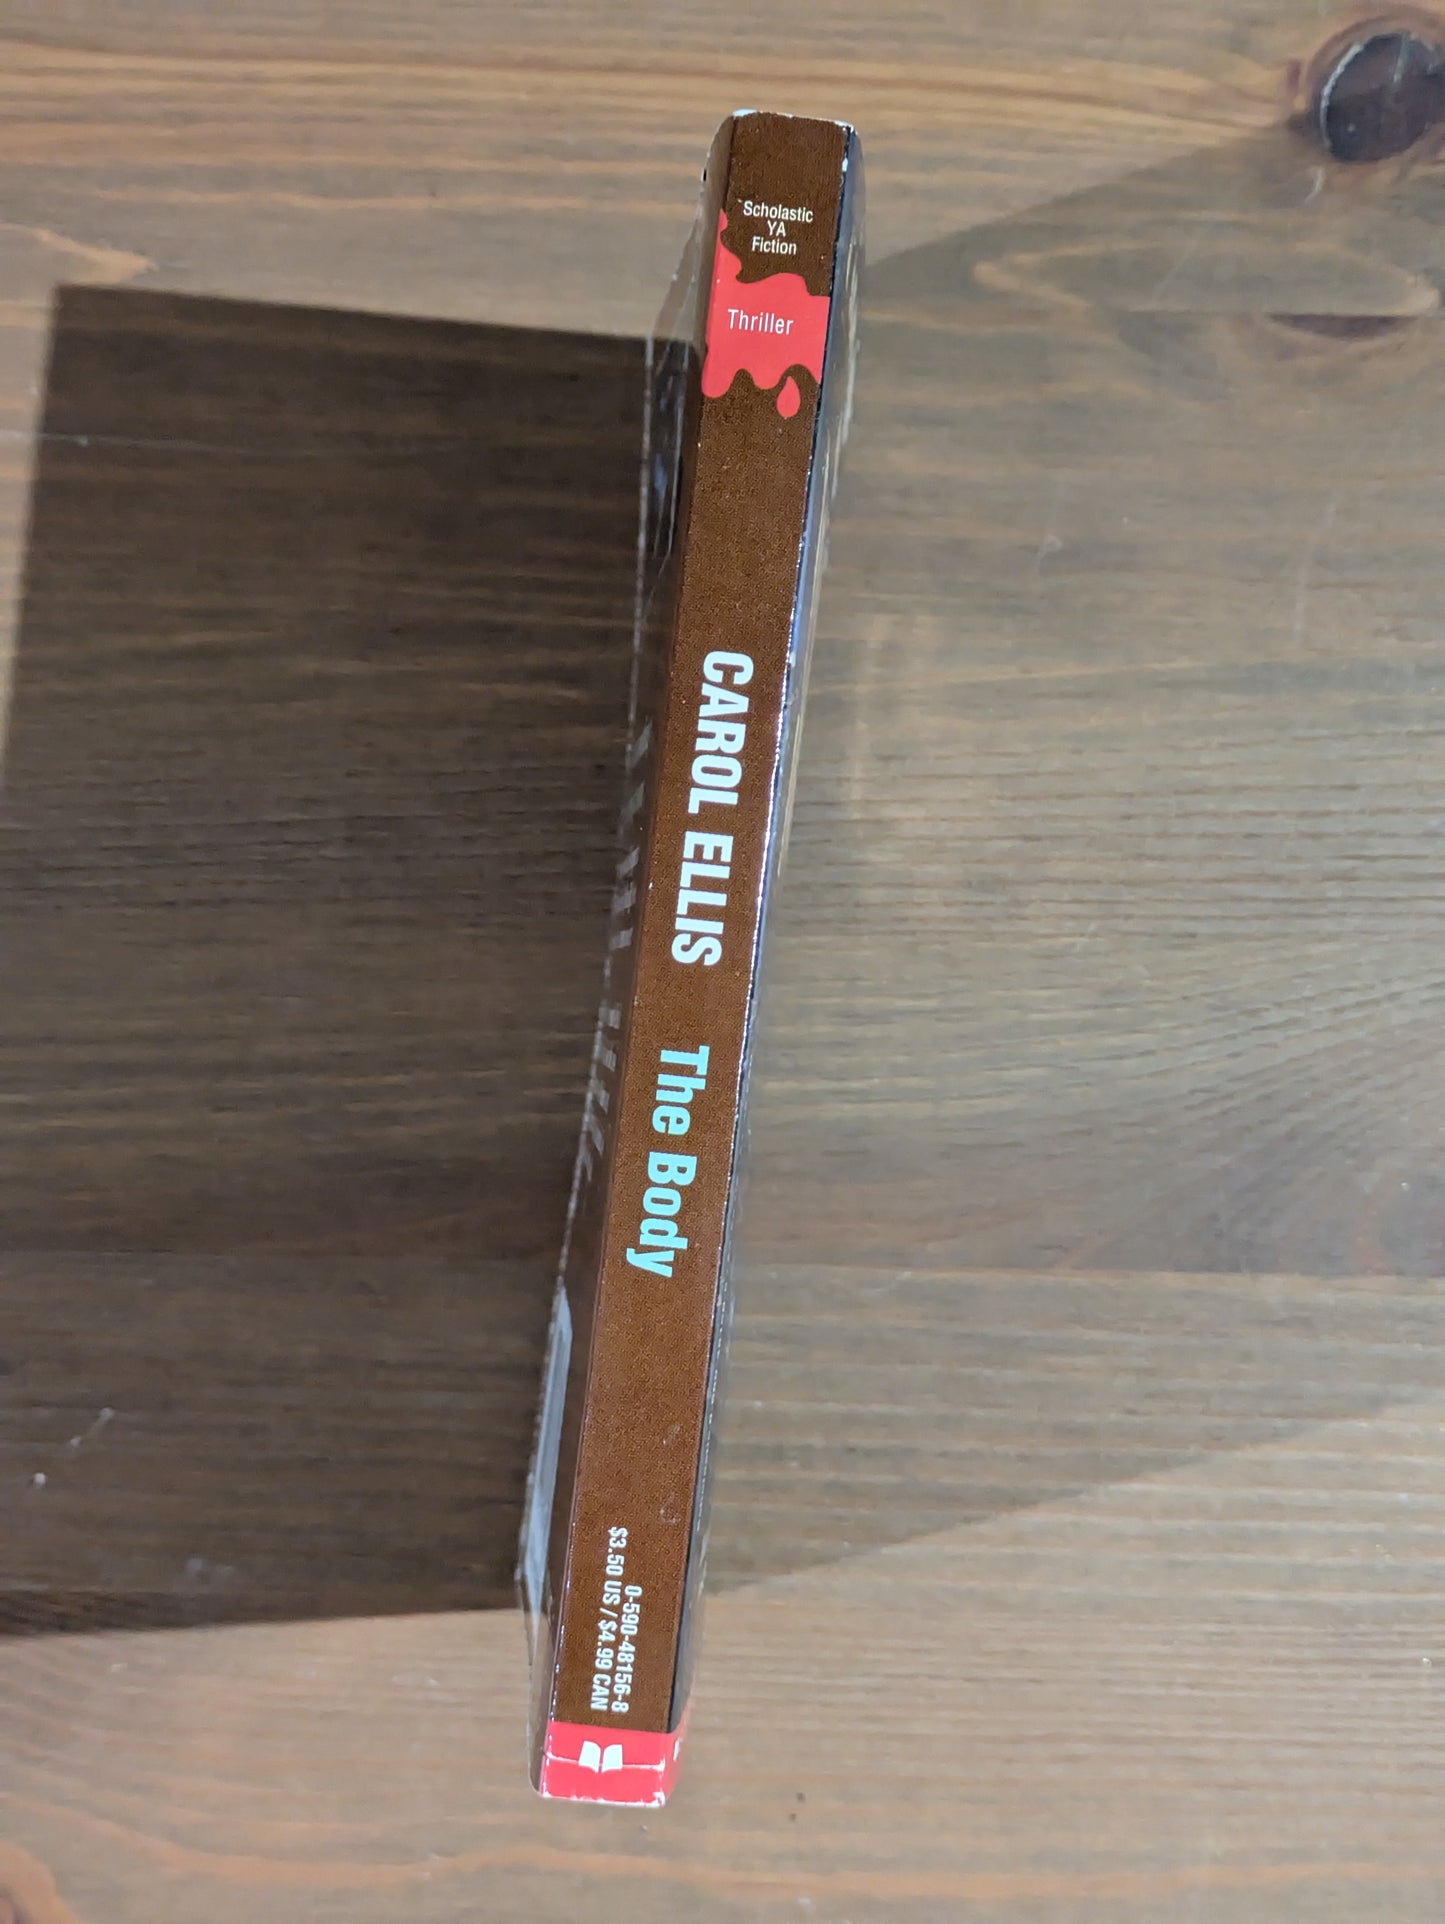 Scholastic
YA
Fiction
Thriller
CAROL ELLIS The Body
0-590-48156-8
$3.50 US / $4.99 CAN